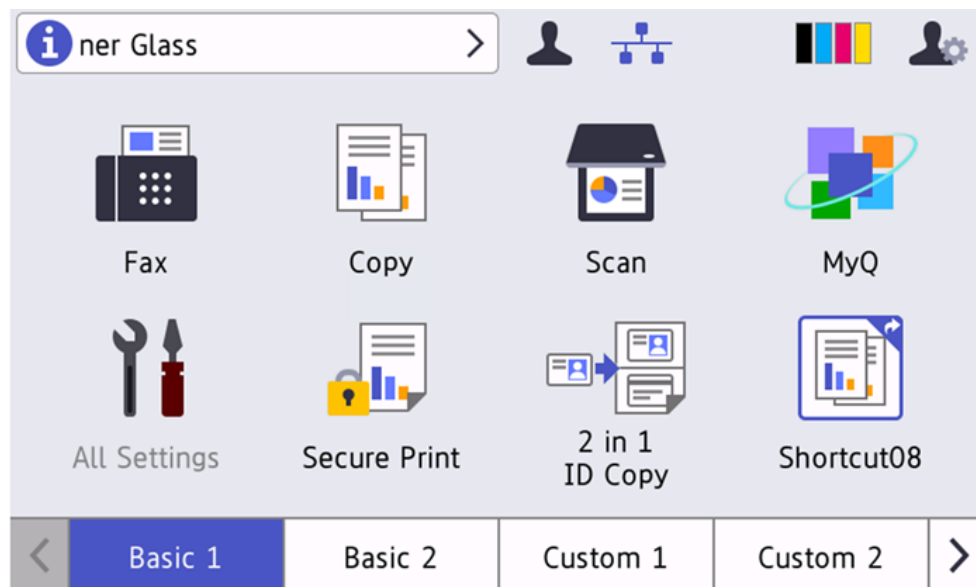 ner Glass
Fax
Copy
Scan
MyQ
All Settings
Secure Print
2 in 1
ID Copy
Shortcut08
Basic 1
Basic 2
Custom 1
Custom 2